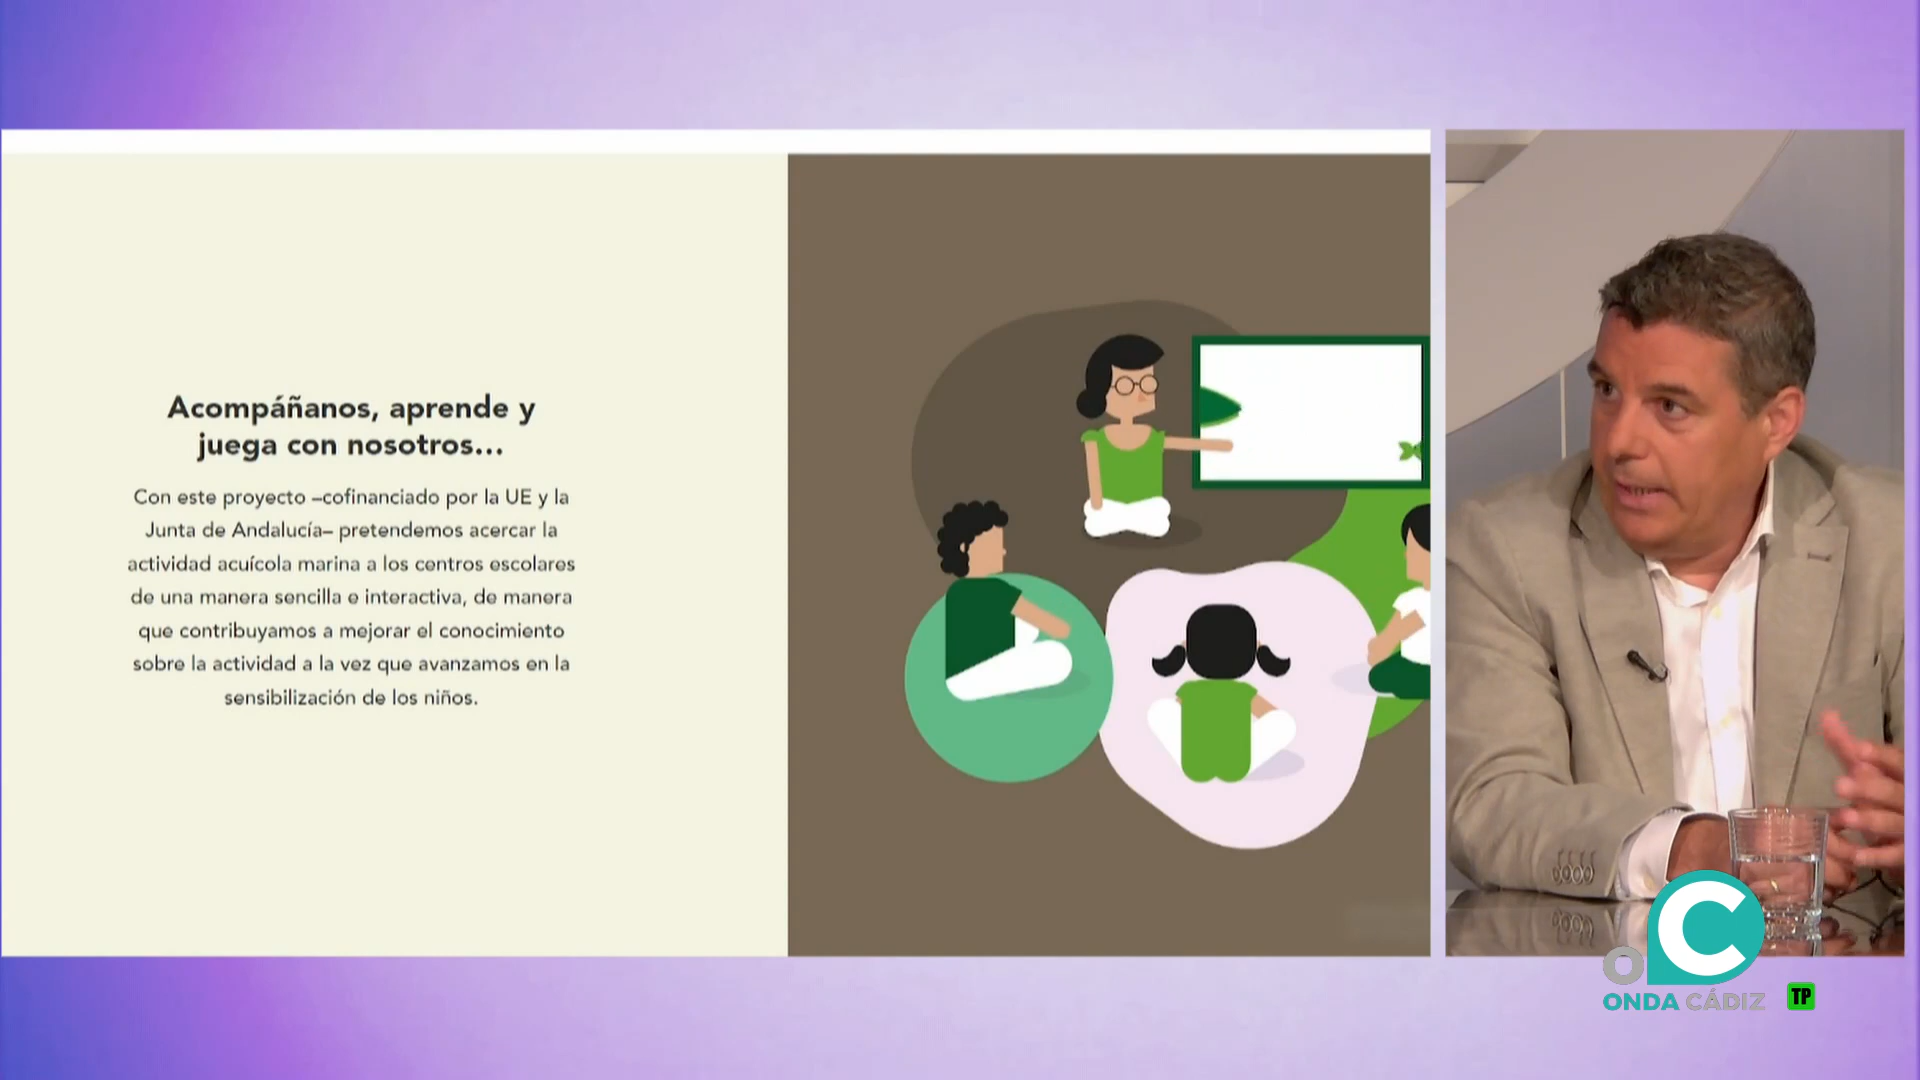 Acompáñanos, aprende y
juega con nosotros...
Con este proyecto –cofinanciado por la UE y la
Junta de Andalucía– pretendemos acercar la
actividad acuícola marina a los centros escolares
de una manera sencilla e interactiva, de manera
que contribuyamos a mejorar el conocimiento
sobre la actividad a la vez que avanzamos en la
sensibilización de los niños.
OC
ONDA CÁDIZ
TP